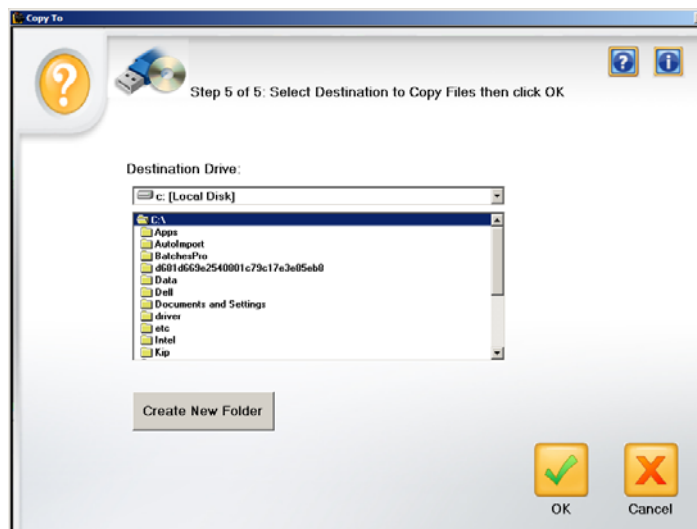 Copy To
Step 5 of 5: Select Destination to Copy Files then click OK
Destination Drive:
c: [Local Disk]
C:\
Apps
AutoImport
BatchesPro
d681d669e2540001c79c17e3e05eb0
Data
Dell
Documents and Settings
driver
etc
Intel
Kip
Create New Folder
OK
Cancel